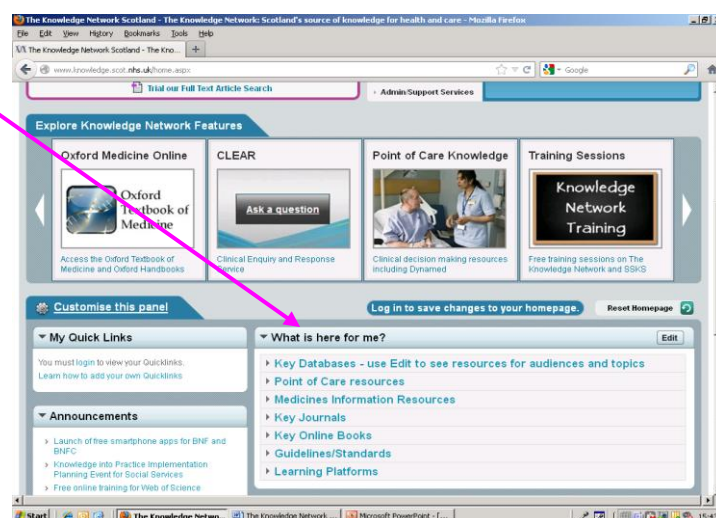 The Knowledge Network Scotland - The Knowledge Network: Scotland's source of knowledge for health and care - Mozilla Firefox
File Edit View History Bookmarks Tools Help
The Knowledge Network Scotland - The Kno...
www.knowledge.scot.nhs.uk/home.aspx
Google
Trial our Full Text Article Search
Admin/Support Services
Explore Knowledge Network Features
Oxford Medicine Online
CLEAR
Point of Care Knowledge
Training Sessions
Oxford
Textbook of
Medicine
Ask a question
Knowledge
Network
Training
Access the Oxford Textbook of
Medicine and Oxford Handbooks
Clinical Enquiry and Response
Service
Clinical decision making resources
including Dynamed
Free training sessions on The
Knowledge Network and SSKS
Customise this panel
Log in to save changes to your homepage.
Reset Homepage
My Quick Links
What is here for me?
Edit
You must login to view your Quicklinks.
Learn how to add your own Quicklinks
Key Databases - use Edit to see resources for audiences and topics
Point of Care resources
Medicines Information Resources
Key Journals
Key Online Books
Guidelines/Standards
Learning Platforms
Announcements
Launch of free smartphone apps for BNF and
BNFC
Knowledge into Practice Implementation
Planning Event for Social Services
Free online training for Web of Science
Start
The Knowledge Netwo...
The Knowledge Network ...
Microsoft PowerPoint - [...